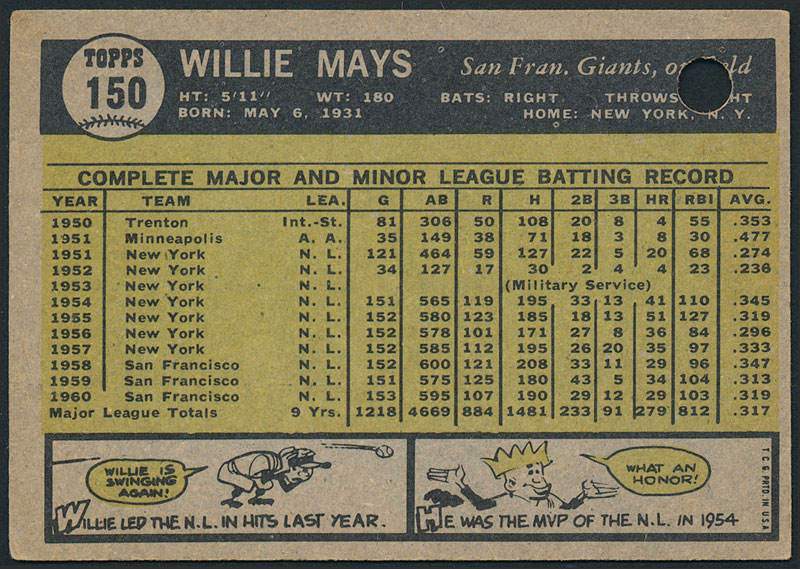 TOPPS
150
WILLIE MAYS
San Fran. Giants,
HT: 5'11" WT: 180 BATS: RIGHT THROWS
BORN: MAY 6, 1931 HOME: NEW YORK, N. Y.
COMPLETE MAJOR AND MINOR LEAGUE BATTING RECORD
YEAR TEAM LEA. G AB R H 2B 3B HR RBI AVG.
1950 Trenton Int.-St. 81 306 50 108 20 8 4 55 .353
1951 Minneapolis A. A. 35 149 38 71 18 3 8 30 .477
1951 New York N. L. 121 464 59 127 22 5 20 68 .274
1952 New York N. L. 34 127 17 30 2 4 4 23 .236
1953 New York N. L. (Military Service)
1954 New York N. L. 151 565 119 195 33 13 41 110 .345
1955 New York N. L. 152 580 123 185 18 13 51 127 .319
1956 New York N. L. 152 578 101 171 27 8 36 84 .296
1957 New York N. L. 152 585 112 195 26 20 35 97 .333
1958 San Francisco N. L. 152 600 121 208 33 11 29 96 .347
1959 San Francisco N. L. 151 575 125 180 43 5 34 104 .313
1960 San Francisco N. L. 153 595 107 190 29 12 29 103 .319
Major League Totals 9 Yrs. 1218 4669 884 1481 233 91 279 812 .317
WILLIE IS
SWINGING
AGAIN!
WILLIE LED THE N.L. IN HITS LAST YEAR.
WHAT AN
HONOR!
HE WAS THE MVP OF THE N.L. IN 1954
T. C. G. PRTD. IN U.S.A.